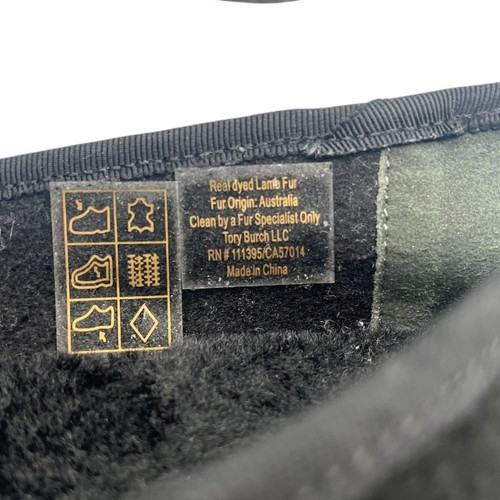 Real dyed Lamb Fur
Fur Origin: Australia
Clean by a Fur Specialist Only
Tory Burch LLC
RN # 111395/CA57014
Made in China